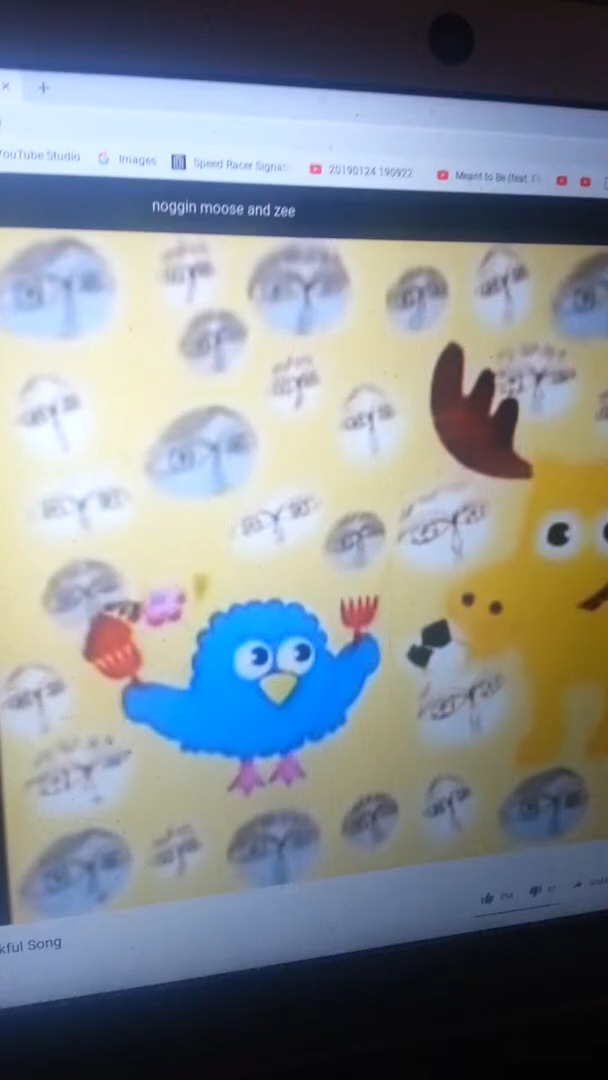 YouTube Studio
Images
Speed Racer Signat
20190124 190922
Meant to Be (feat. Fl
noggin moose and zee
kful Song